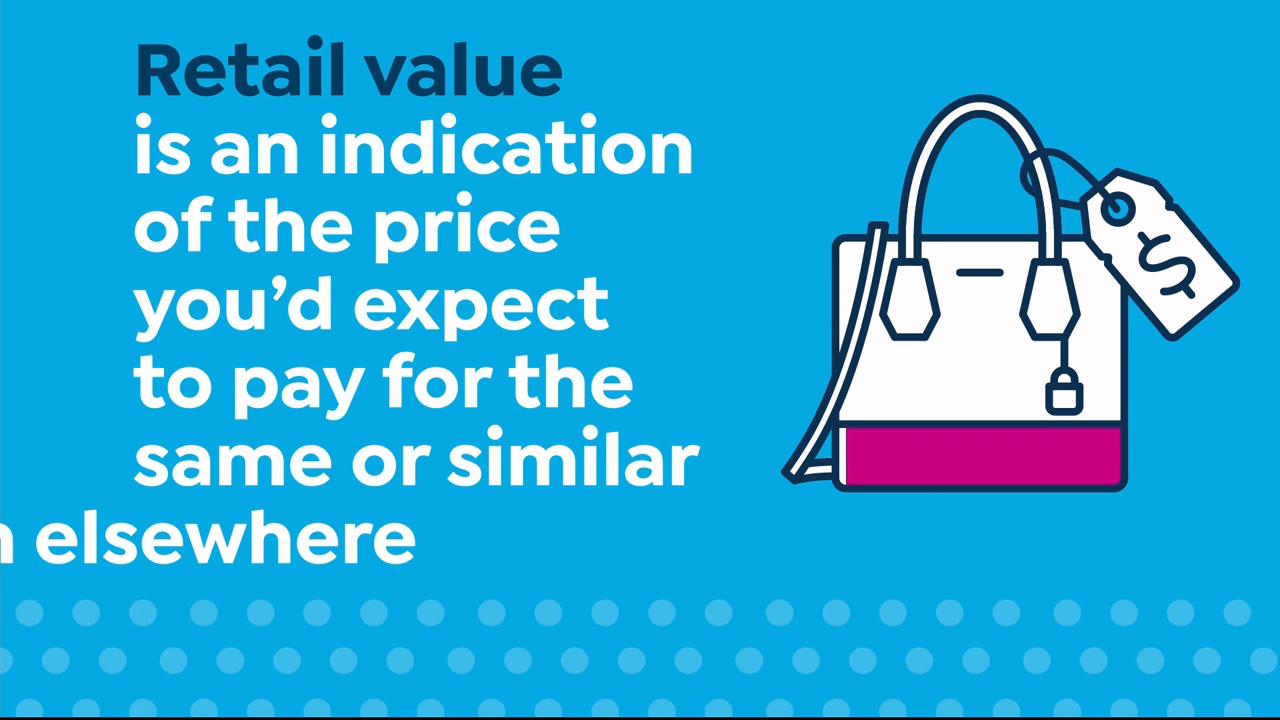 Retail value
is an indication
of the price
you’d expect
to pay for the
same or similar
elsewhere
$